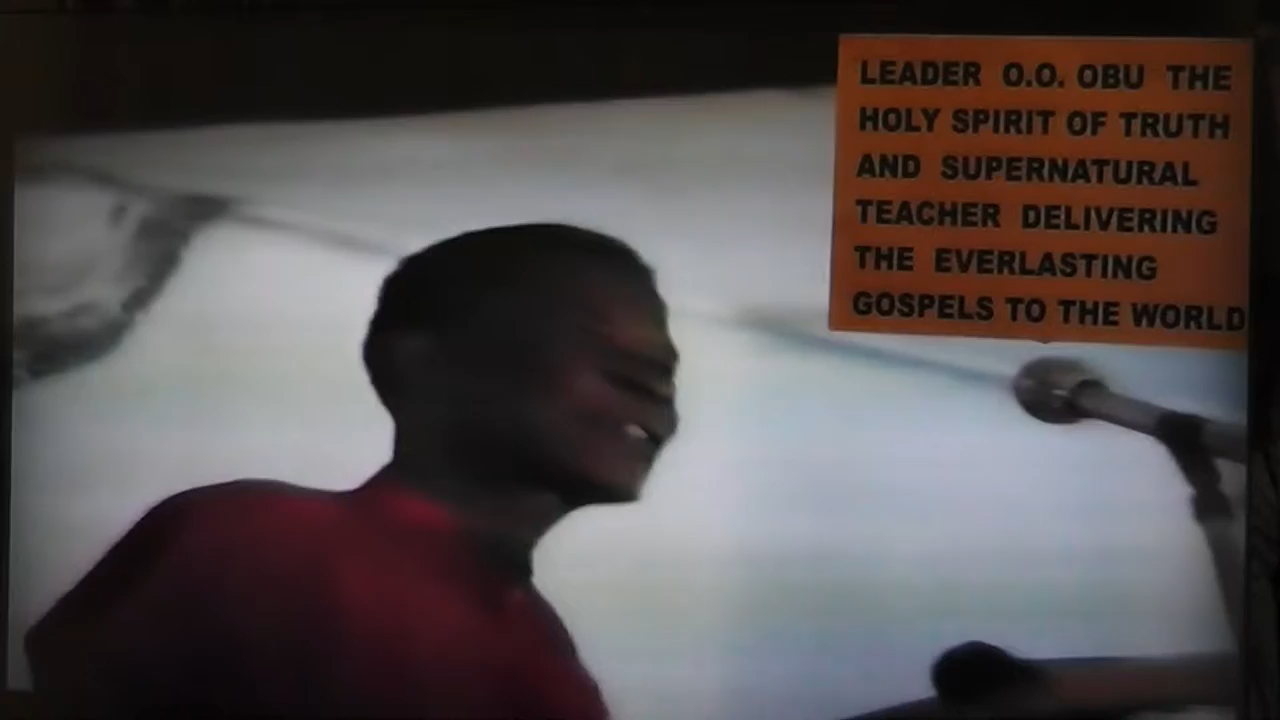 LEADER O.O. OBU THE
HOLY SPIRIT OF TRUTH
AND SUPERNATURAL
TEACHER DELIVERING
THE EVERLASTING
GOSPELS TO THE WORLD